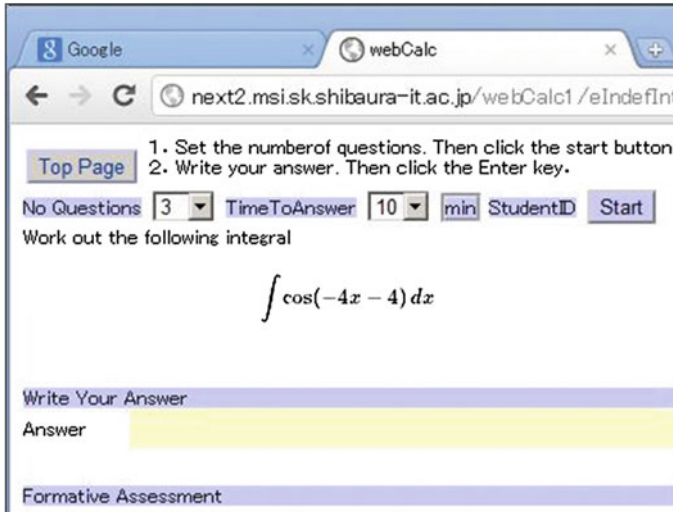 Google
webCalc
next2.msi.sk.shibaura-it.ac.jp/webCalc1/eIndefInt
1. Set the numberof questions. Then click the start button
Top Page
2. Write your answer. Then click the Enter key.
No Questions 3 TimeToAnswer 10 min StudentID Start
Work out the following integral
∫cos(−4x − 4) dx
Write Your Answer
Answer
Formative Assessment